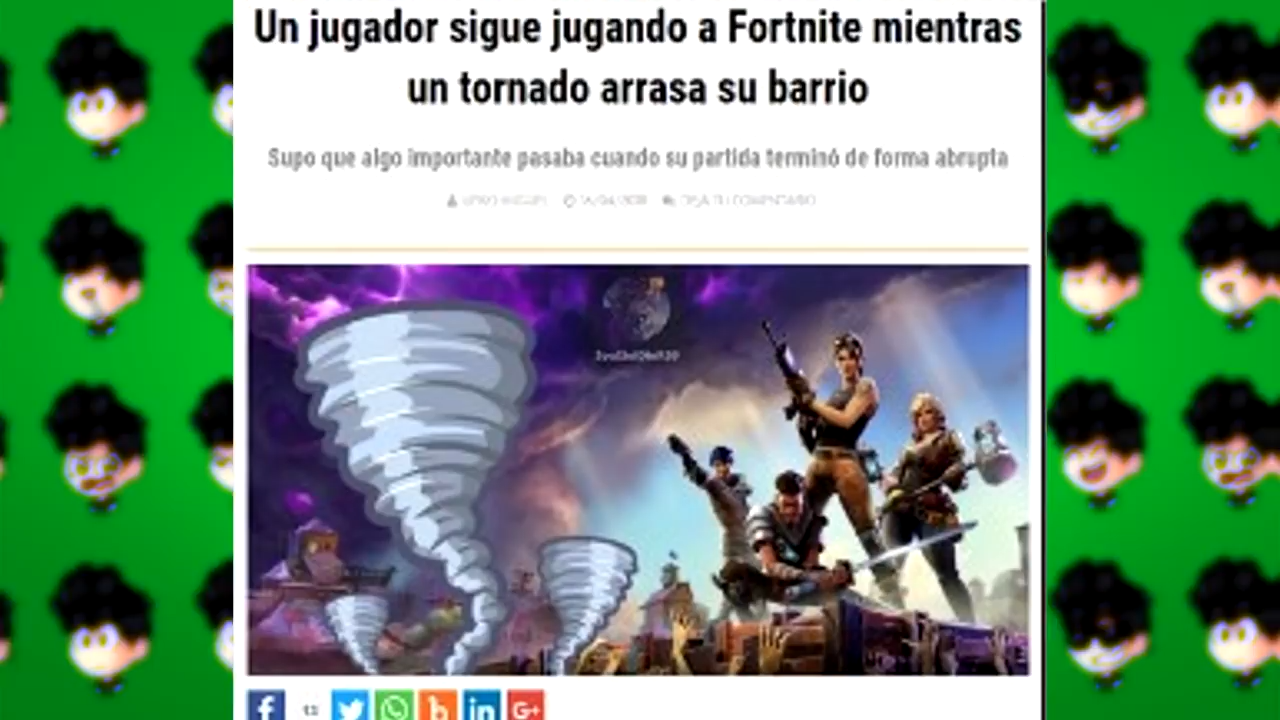 Un jugador sigue jugando a Fortnite mientras
un tornado arrasa su barrio
Supo que algo importante pasaba cuando su partida terminó de forma abrupta